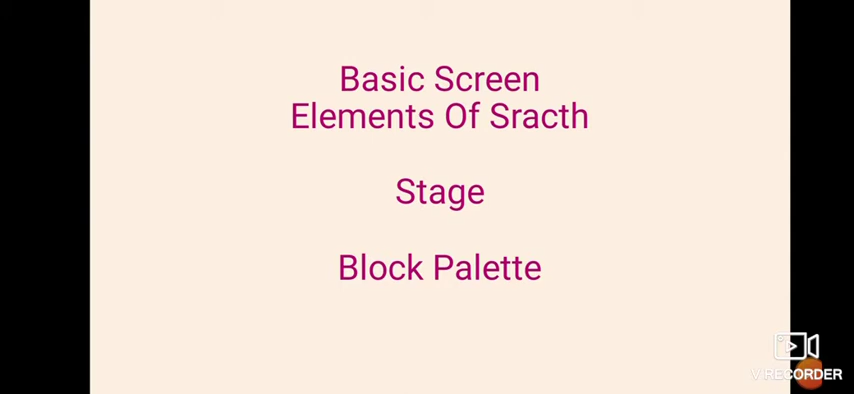 Basic Screen
Elements Of Sracth
Stage
Block Palette
V RECORDER